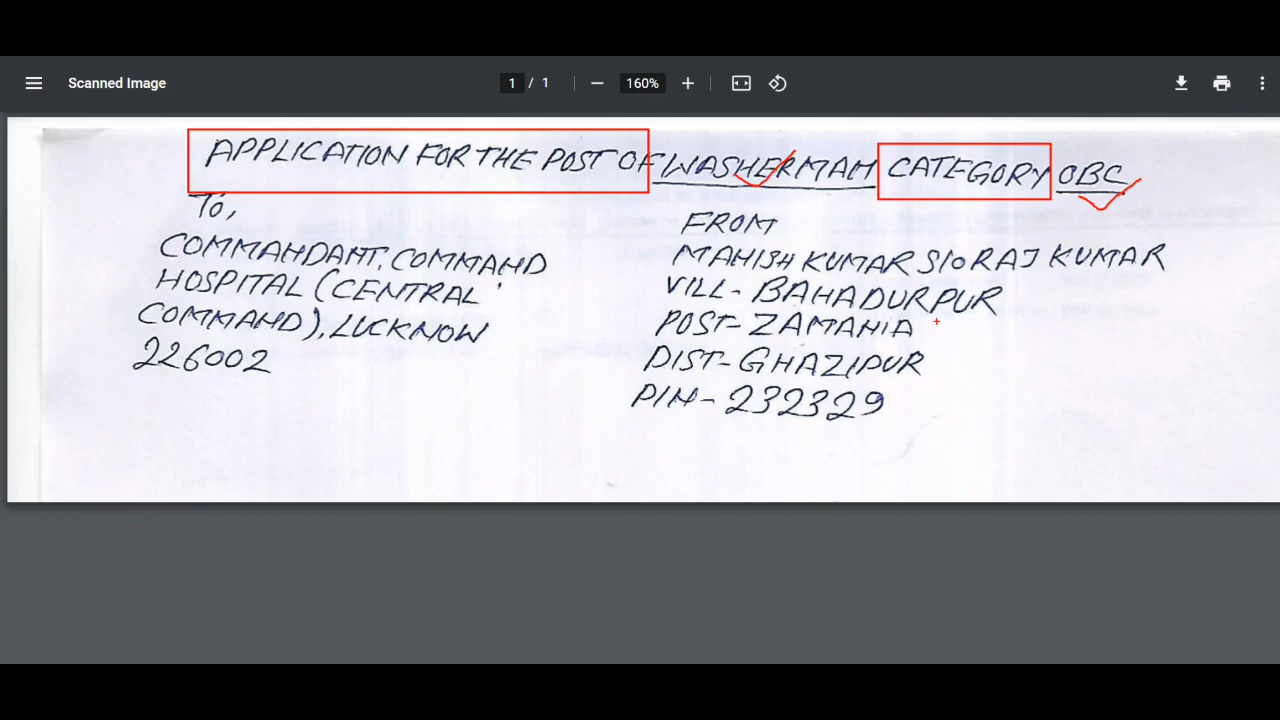 Scanned Image
1 / 1
160%
APPLICATION FOR THE POST OF WASHERMAN CATEGORY OBC
To,
COMMANDANT, COMMAND
HOSPITAL (CENTRAL
COMMAND), LUCKNOW
226002
FROM
MANISH KUMAR S/O RAJ KUMAR
VILL- BAHADURPUR
POST- ZAMANIA
DIST- GHAZIPUR
PIN- 232329